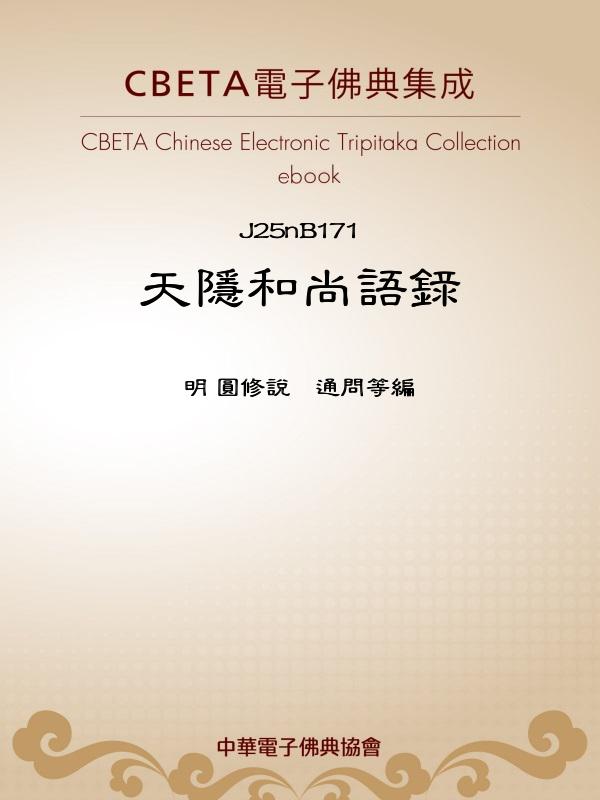 CBETA電子佛典集成
CBETA Chinese Electronic Tripitaka Collection
ebook
J25nB171
天隱和尚語錄
明 圓修說　通問等編
中華電子佛典協會